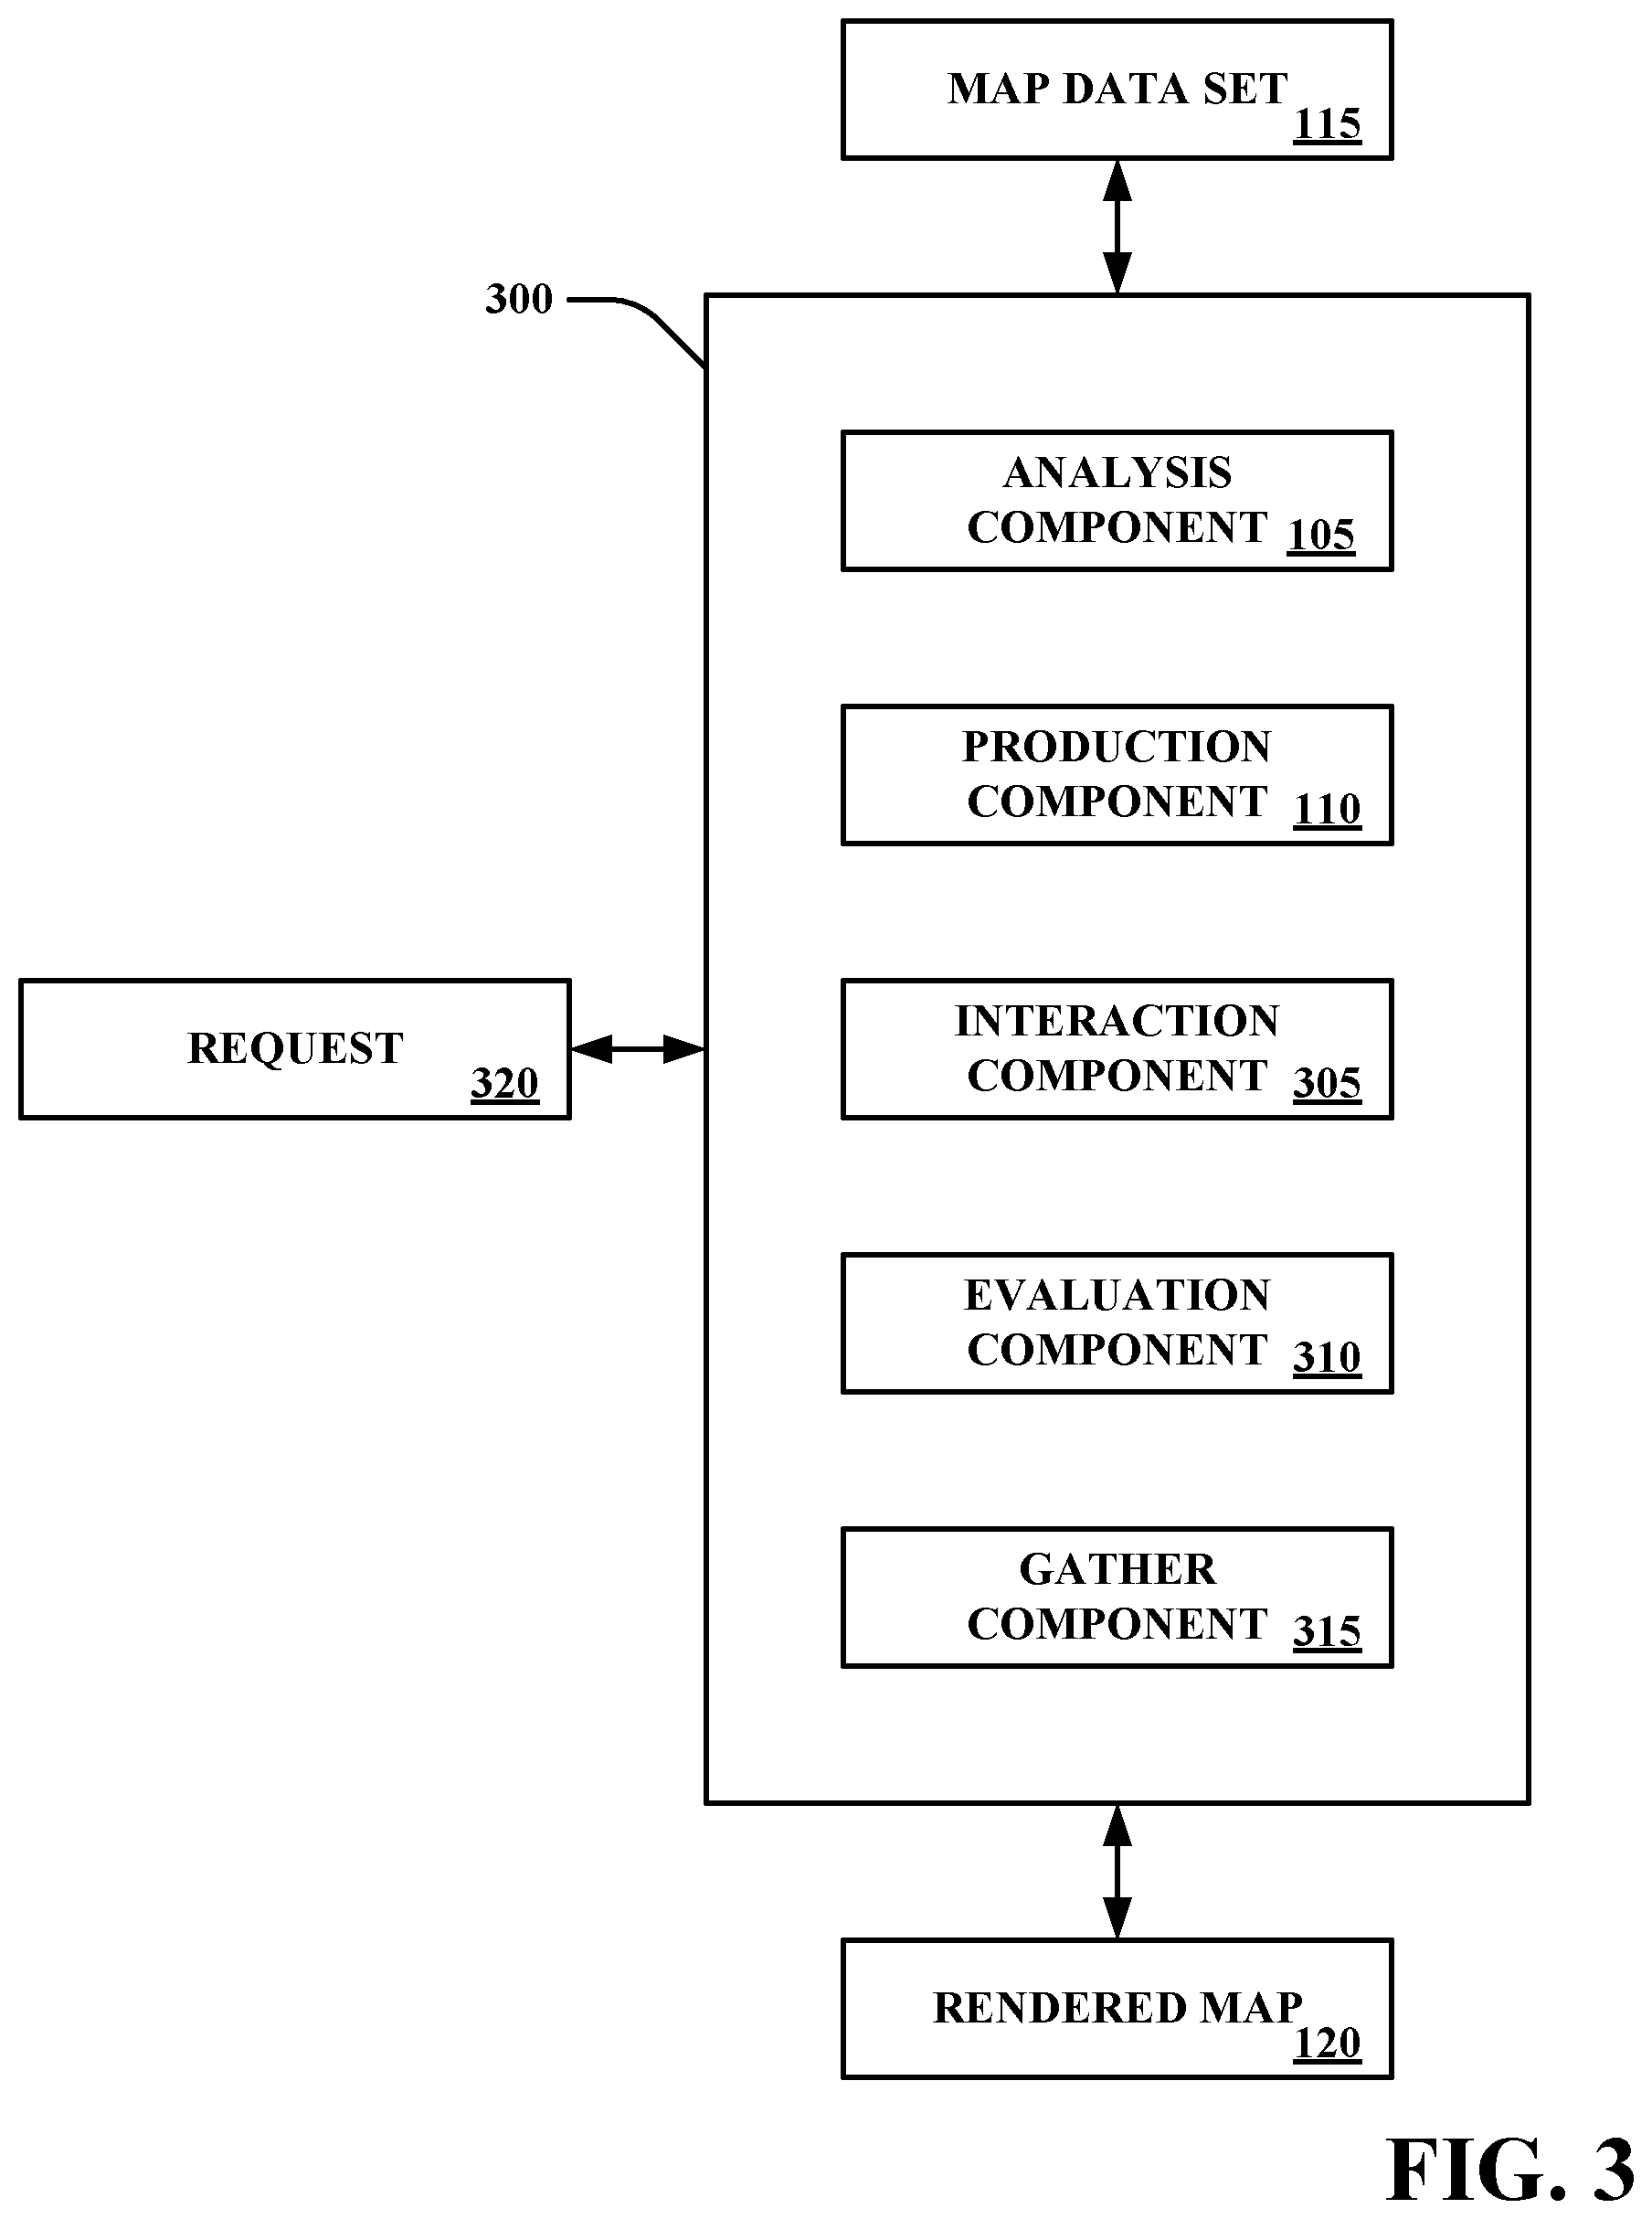 MAP DATA SET
115
300
ANALYSIS
COMPONENT 105
PRODUCTION
COMPONENT 110
REQUEST
320
INTERACTION
COMPONENT 305
EVALUATION
COMPONENT 310
GATHER
COMPONENT 315
RENDERED MAP
120
FIG. 3